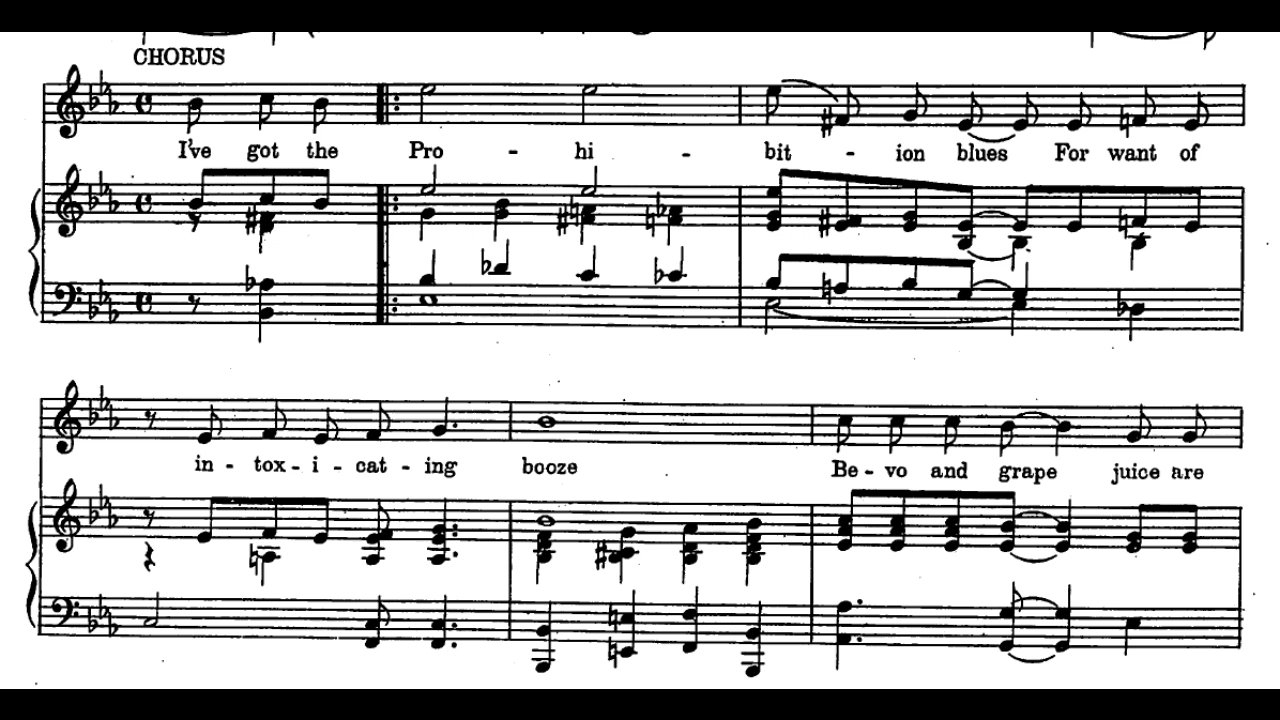 CHORUS
I've got the Pro - hi - bit - ion blues For want of
in - tox - i - cat - ing booze Be - vo and grape juice are